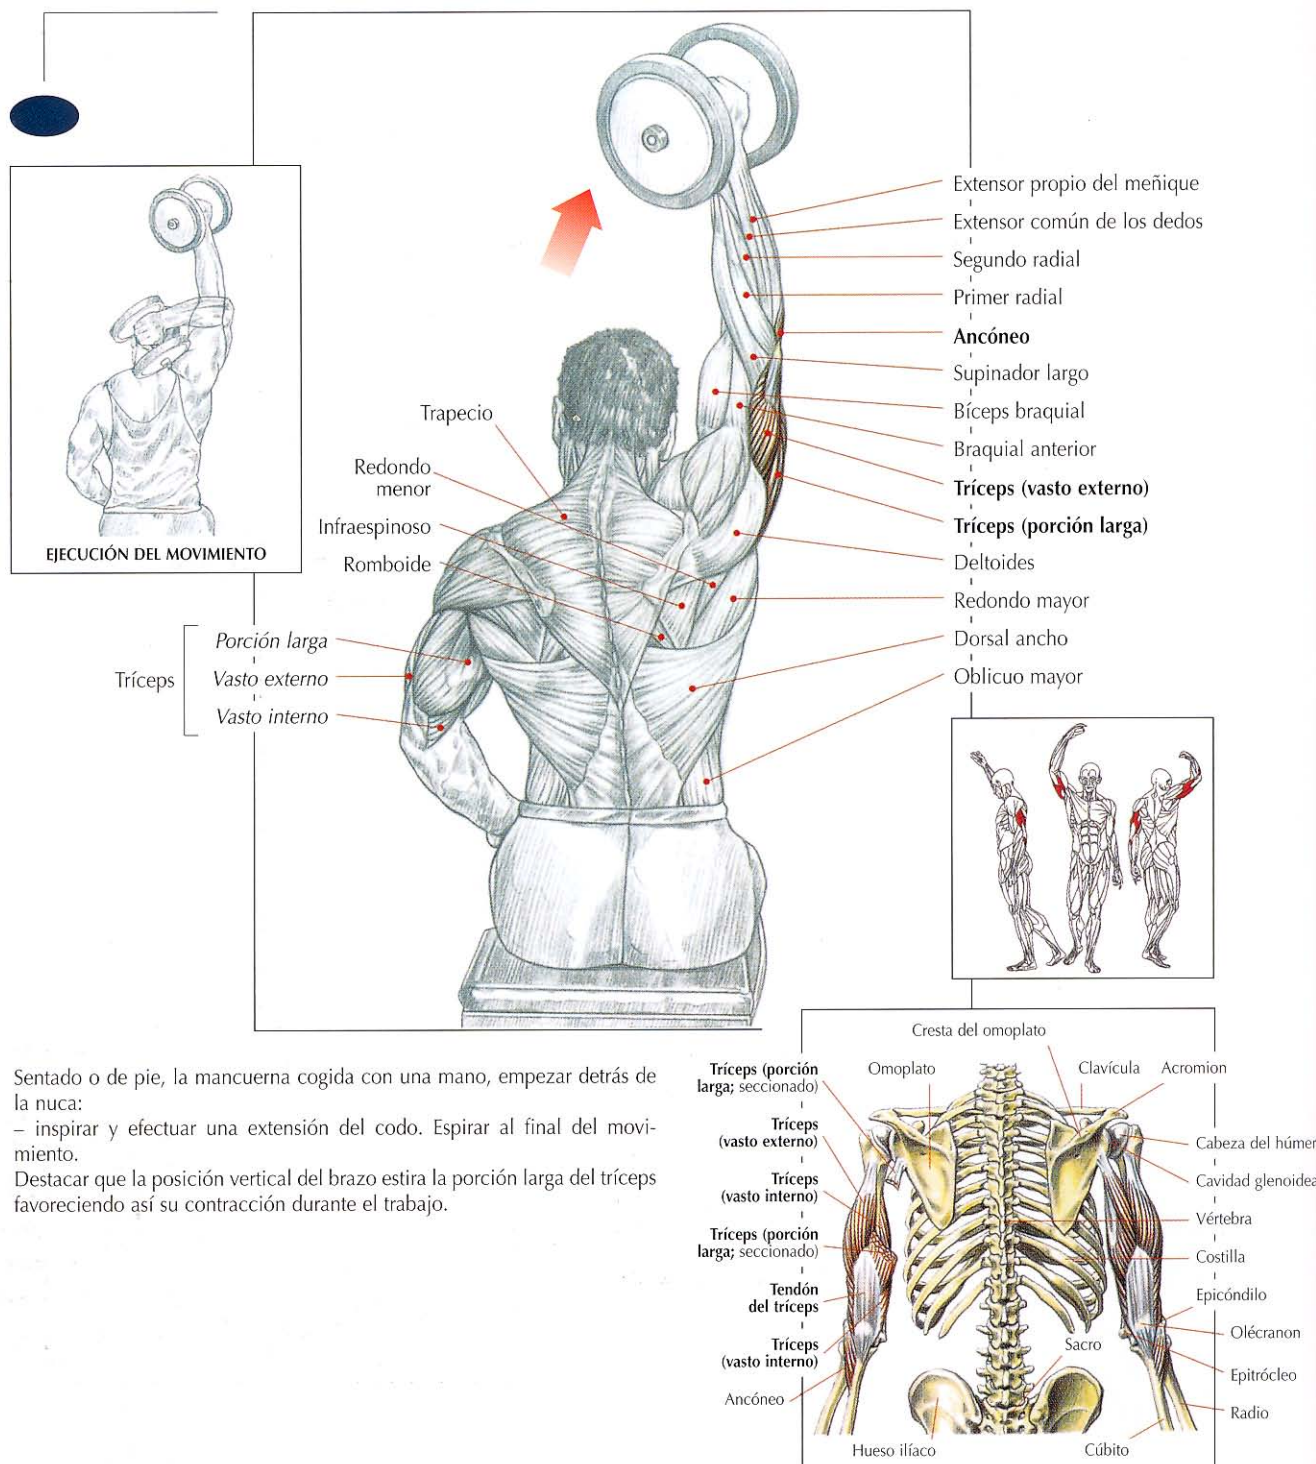 Extensor propio del meñique
Extensor común de los dedos
Segundo radial
Primer radial
Ancóneo
Supinador largo
Bíceps braquial
Braquial anterior
Tríceps (vasto externo)
Tríceps (porción larga)
Deltoides
Redondo mayor
Dorsal ancho
Oblicuo mayor
Trapecio
Redondo
menor
Infraespinoso
Romboide
EJECUCIÓN DEL MOVIMIENTO
Tríceps
Porción larga
Vasto externo
Vasto interno
Sentado o de pie, la mancuerna cogida con una mano, empezar detrás de
la nuca:
– inspirar y efectuar una extensión del codo. Espirar al final del movi-
miento.
Destacar que la posición vertical del brazo estira la porción larga del tríceps
favoreciendo así su contracción durante el trabajo.
Cresta del omoplato
Tríceps (porción
larga; seccionado)
Omoplato
Clavícula
Acromion
Tríceps
(vasto externo)
Cabeza del húmer
Tríceps
(vasto interno)
Cavidad glenoidea
Vértebra
Tríceps (porción
larga; seccionado)
Costilla
Tendón
del tríceps
Epicóndilo
Olécranon
Tríceps
(vasto interno)
Sacro
Epitrócleo
Ancóneo
Radio
Hueso ilíaco
Cúbito